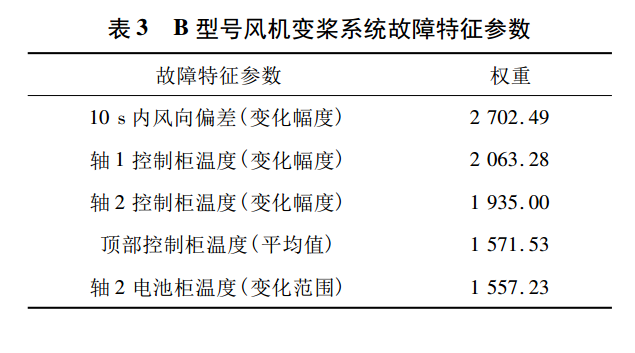 表 3 B 型号风机变桨系统故障特征参数
故障特征参数 权重
10 s 内风向偏差(变化幅度) 2 702.49
轴 1 控制柜温度(变化幅度) 2 063.28
轴 2 控制柜温度(变化幅度) 1 935.00
顶部控制柜温度(平均值) 1 571.53
轴 2 电池柜温度(变化范围) 1 557.23